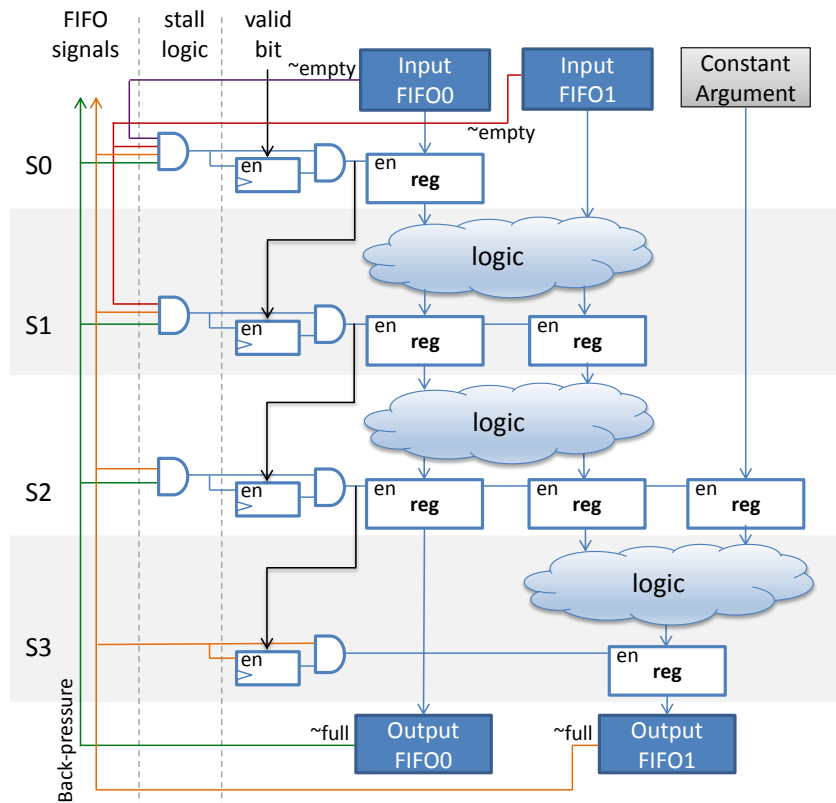 FIFO
signals
stall
logic
valid
bit
~empty
Input
FIFO0
Input
FIFO1
Constant
Argument
~empty
S0
en
en
reg
logic
S1
en
en
reg
en
reg
logic
S2
en
en
reg
en
reg
en
reg
logic
S3
en
en
reg
Back-pressure
~full
Output
FIFO0
~full
Output
FIFO1